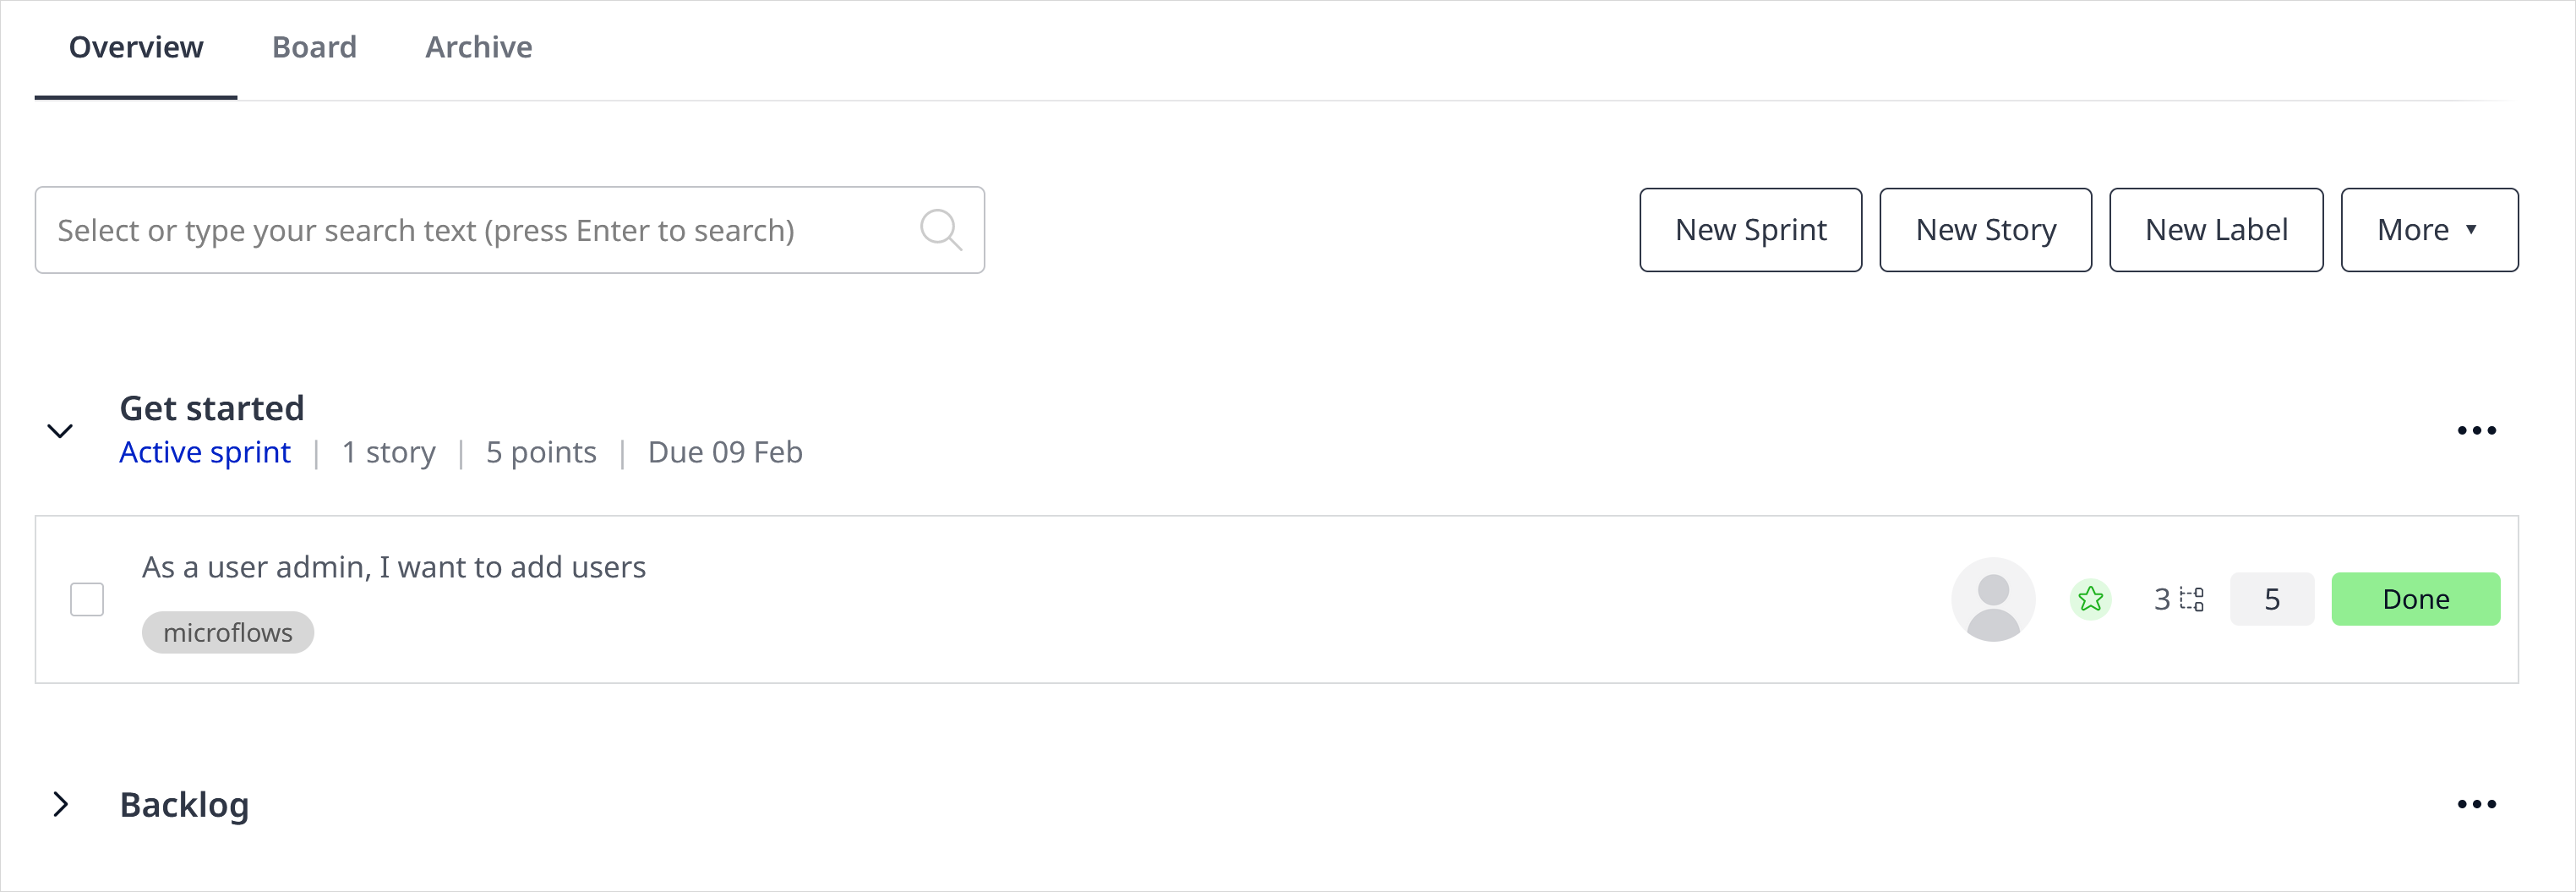 Overview Board Archive
Select or type your search text (press Enter to search)
New Sprint New Story New Label More
Get started
Active sprint | 1 story | 5 points | Due 09 Feb
As a user admin, I want to add users
microflows
3 5 Done
Backlog